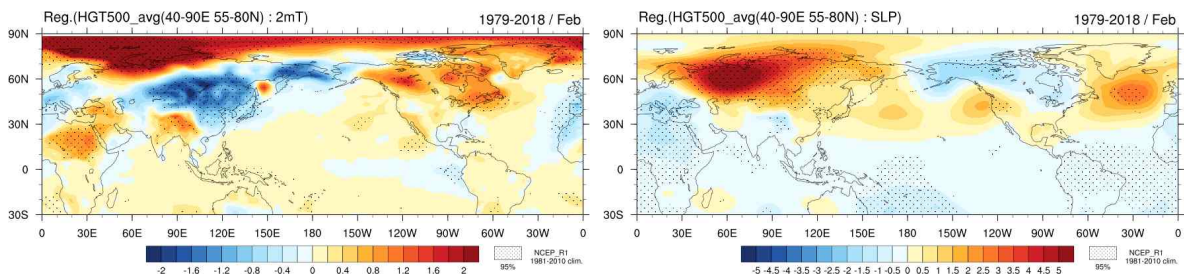 Reg.(HGT500_avg(40-90E 55-80N) : 2mT) 1979-2018 / Feb
90N
60N
30N
0
30S
0 30E 60E 90E 120E 150E 180 150W 120W 90W 60W 30W 0
-2 -1.6 -1.2 -0.8 -0.4 0 0.4 0.8 1.2 1.6 2
NCEP_R1
1981-2010 clim.
95%
Reg.(HGT500_avg(40-90E 55-80N) : SLP) 1979-2018 / Feb
90N
60N
30N
0
30S
0 30E 60E 90E 120E 150E 180 150W 120W 90W 60W 30W 0
-5.5 -5 -4.5 -4 -3.5 -3 -2.5 -2 -1.5 -1 -0.5 0 0.5 1 1.5 2 2.5 3 3.5 4 4.5 5 5.5
NCEP_R1
1981-2010 clim.
95%